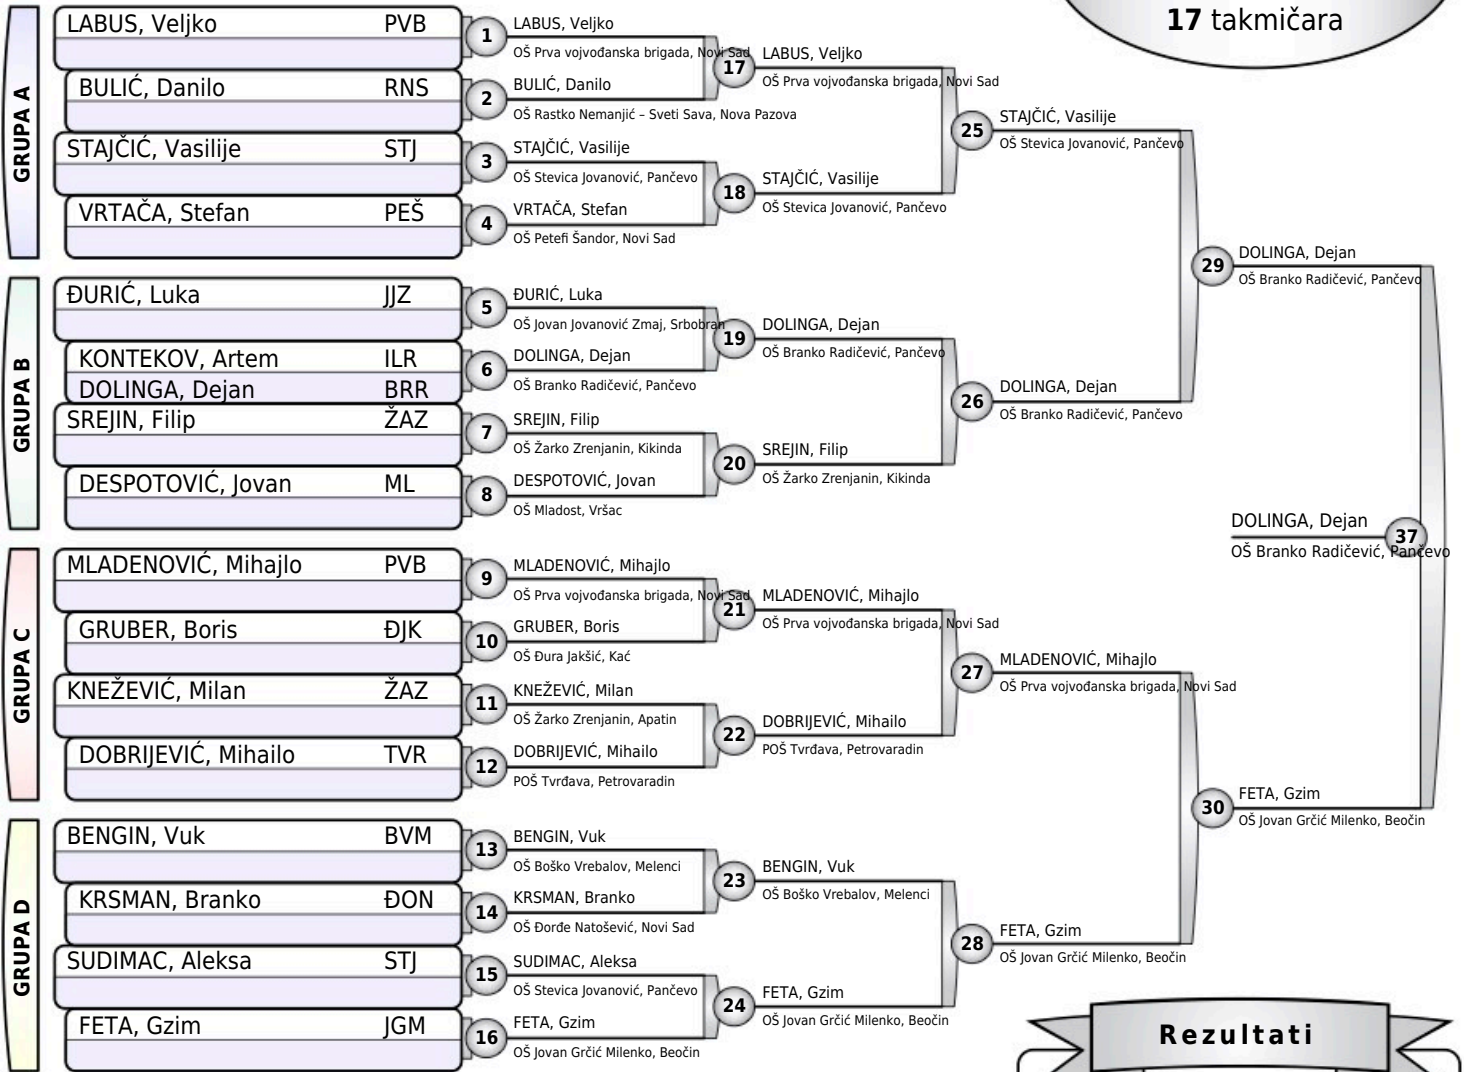 17 takmičara
GRUPA A
LABUS, Veljko PVB
BULIĆ, Danilo RNS
STAJČIĆ, Vasilije STJ
VRTAČA, Stefan PEŠ
GRUPA B
ĐURIĆ, Luka JJZ
KONTEKOV, Artem ILR
DOLINGA, Dejan BRR
SREJIN, Filip ŽAZ
DESPOTOVIĆ, Jovan ML
GRUPA C
MLADENOVIĆ, Mihajlo PVB
GRUBER, Boris ĐJK
KNEŽEVIĆ, Milan ŽAZ
DOBRIJEVIĆ, Mihailo TVR
GRUPA D
BENGIN, Vuk BVM
KRSMAN, Branko ĐON
SUDIMAC, Aleksa STJ
FETA, Gzim JGM
1 LABUS, Veljko
OŠ Prva vojvođanska brigada, Novi Sad
2 BULIĆ, Danilo
OŠ Rastko Nemanjić – Sveti Sava, Nova Pazova
3 STAJČIĆ, Vasilije
OŠ Stevica Jovanović, Pančevo
4 VRTAČA, Stefan
OŠ Petefi Šandor, Novi Sad
5 ĐURIĆ, Luka
OŠ Jovan Jovanović Zmaj, Srbobran
6 DOLINGA, Dejan
OŠ Branko Radičević, Pančevo
7 SREJIN, Filip
OŠ Žarko Zrenjanin, Kikinda
8 DESPOTOVIĆ, Jovan
OŠ Mladost, Vršac
9 MLADENOVIĆ, Mihajlo
OŠ Prva vojvođanska brigada, Novi Sad
10 GRUBER, Boris
OŠ Đura Jakšić, Kać
11 KNEŽEVIĆ, Milan
OŠ Žarko Zrenjanin, Apatin
12 DOBRIJEVIĆ, Mihailo
POŠ Tvrđava, Petrovaradin
13 BENGIN, Vuk
OŠ Boško Vrebalov, Melenci
14 KRSMAN, Branko
OŠ Đorđe Natošević, Novi Sad
15 SUDIMAC, Aleksa
OŠ Stevica Jovanović, Pančevo
16 FETA, Gzim
OŠ Jovan Grčić Milenko, Beočin
17 LABUS, Veljko
OŠ Prva vojvođanska brigada, Novi Sad
18 STAJČIĆ, Vasilije
OŠ Stevica Jovanović, Pančevo
19 DOLINGA, Dejan
OŠ Branko Radičević, Pančevo
20 SREJIN, Filip
OŠ Žarko Zrenjanin, Kikinda
21 MLADENOVIĆ, Mihajlo
OŠ Prva vojvođanska brigada, Novi Sad
22 DOBRIJEVIĆ, Mihailo
POŠ Tvrđava, Petrovaradin
23 BENGIN, Vuk
OŠ Boško Vrebalov, Melenci
24 FETA, Gzim
OŠ Jovan Grčić Milenko, Beočin
25 STAJČIĆ, Vasilije
OŠ Stevica Jovanović, Pančevo
26 DOLINGA, Dejan
OŠ Branko Radičević, Pančevo
27 MLADENOVIĆ, Mihajlo
OŠ Prva vojvođanska brigada, Novi Sad
28 FETA, Gzim
OŠ Jovan Grčić Milenko, Beočin
29 DOLINGA, Dejan
OŠ Branko Radičević, Pančevo
30 FETA, Gzim
OŠ Jovan Grčić Milenko, Beočin
DOLINGA, Dejan 37
OŠ Branko Radičević, Pančevo
Rezultati